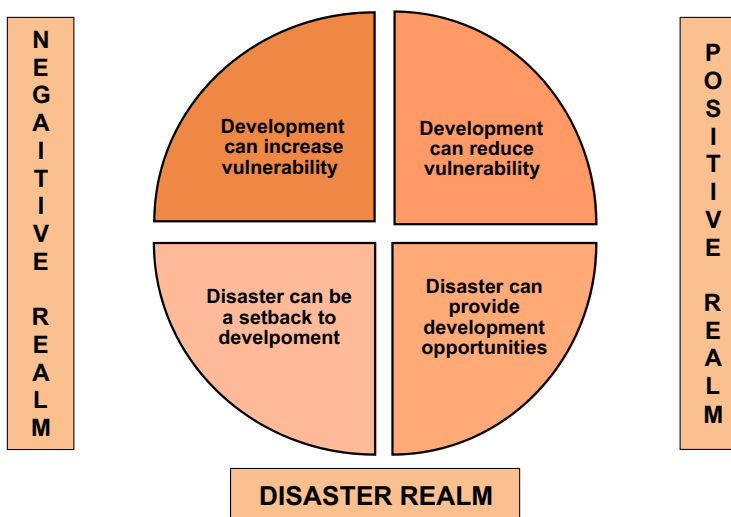 NEGAITIVE REALM
Development
can increase
vulnerability
Development
can reduce
vulnerability
POSITIVE REALM
Disaster can be
a setback to
develpoment
Disaster can
provide
development
opportunities
DISASTER REALM